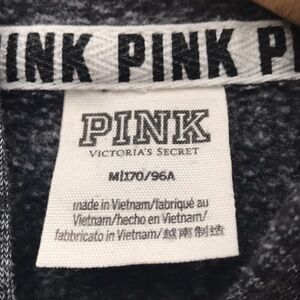 INK PINK P
PINK
VICTORIA'S SECRET
M|170/96A
made in Vietnam/fabriqué au
Vietnam/hecho en Vietnam/
fabbricato in Vietnam/越南制造